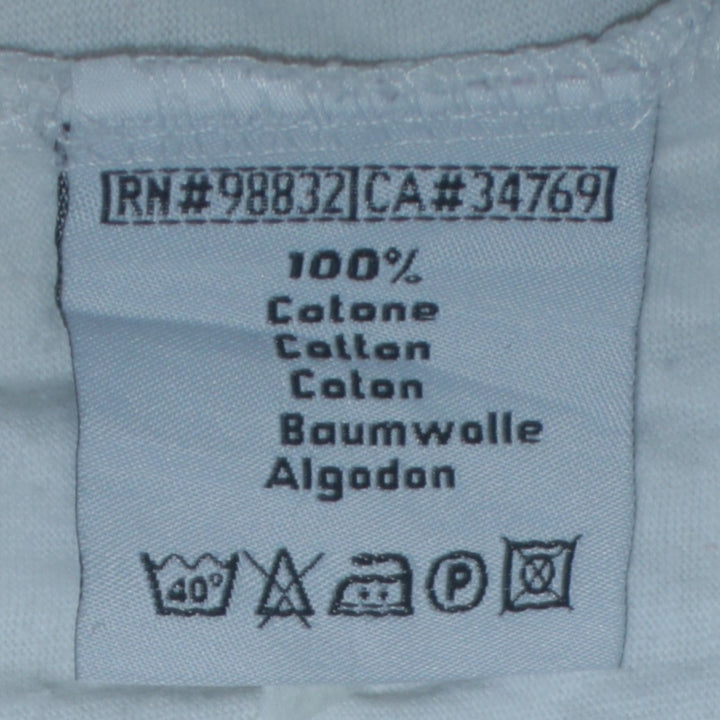 RN#98832 CA#34769
100%
Cotone
Cotton
Coton
Baumwolle
Algodon
40° P